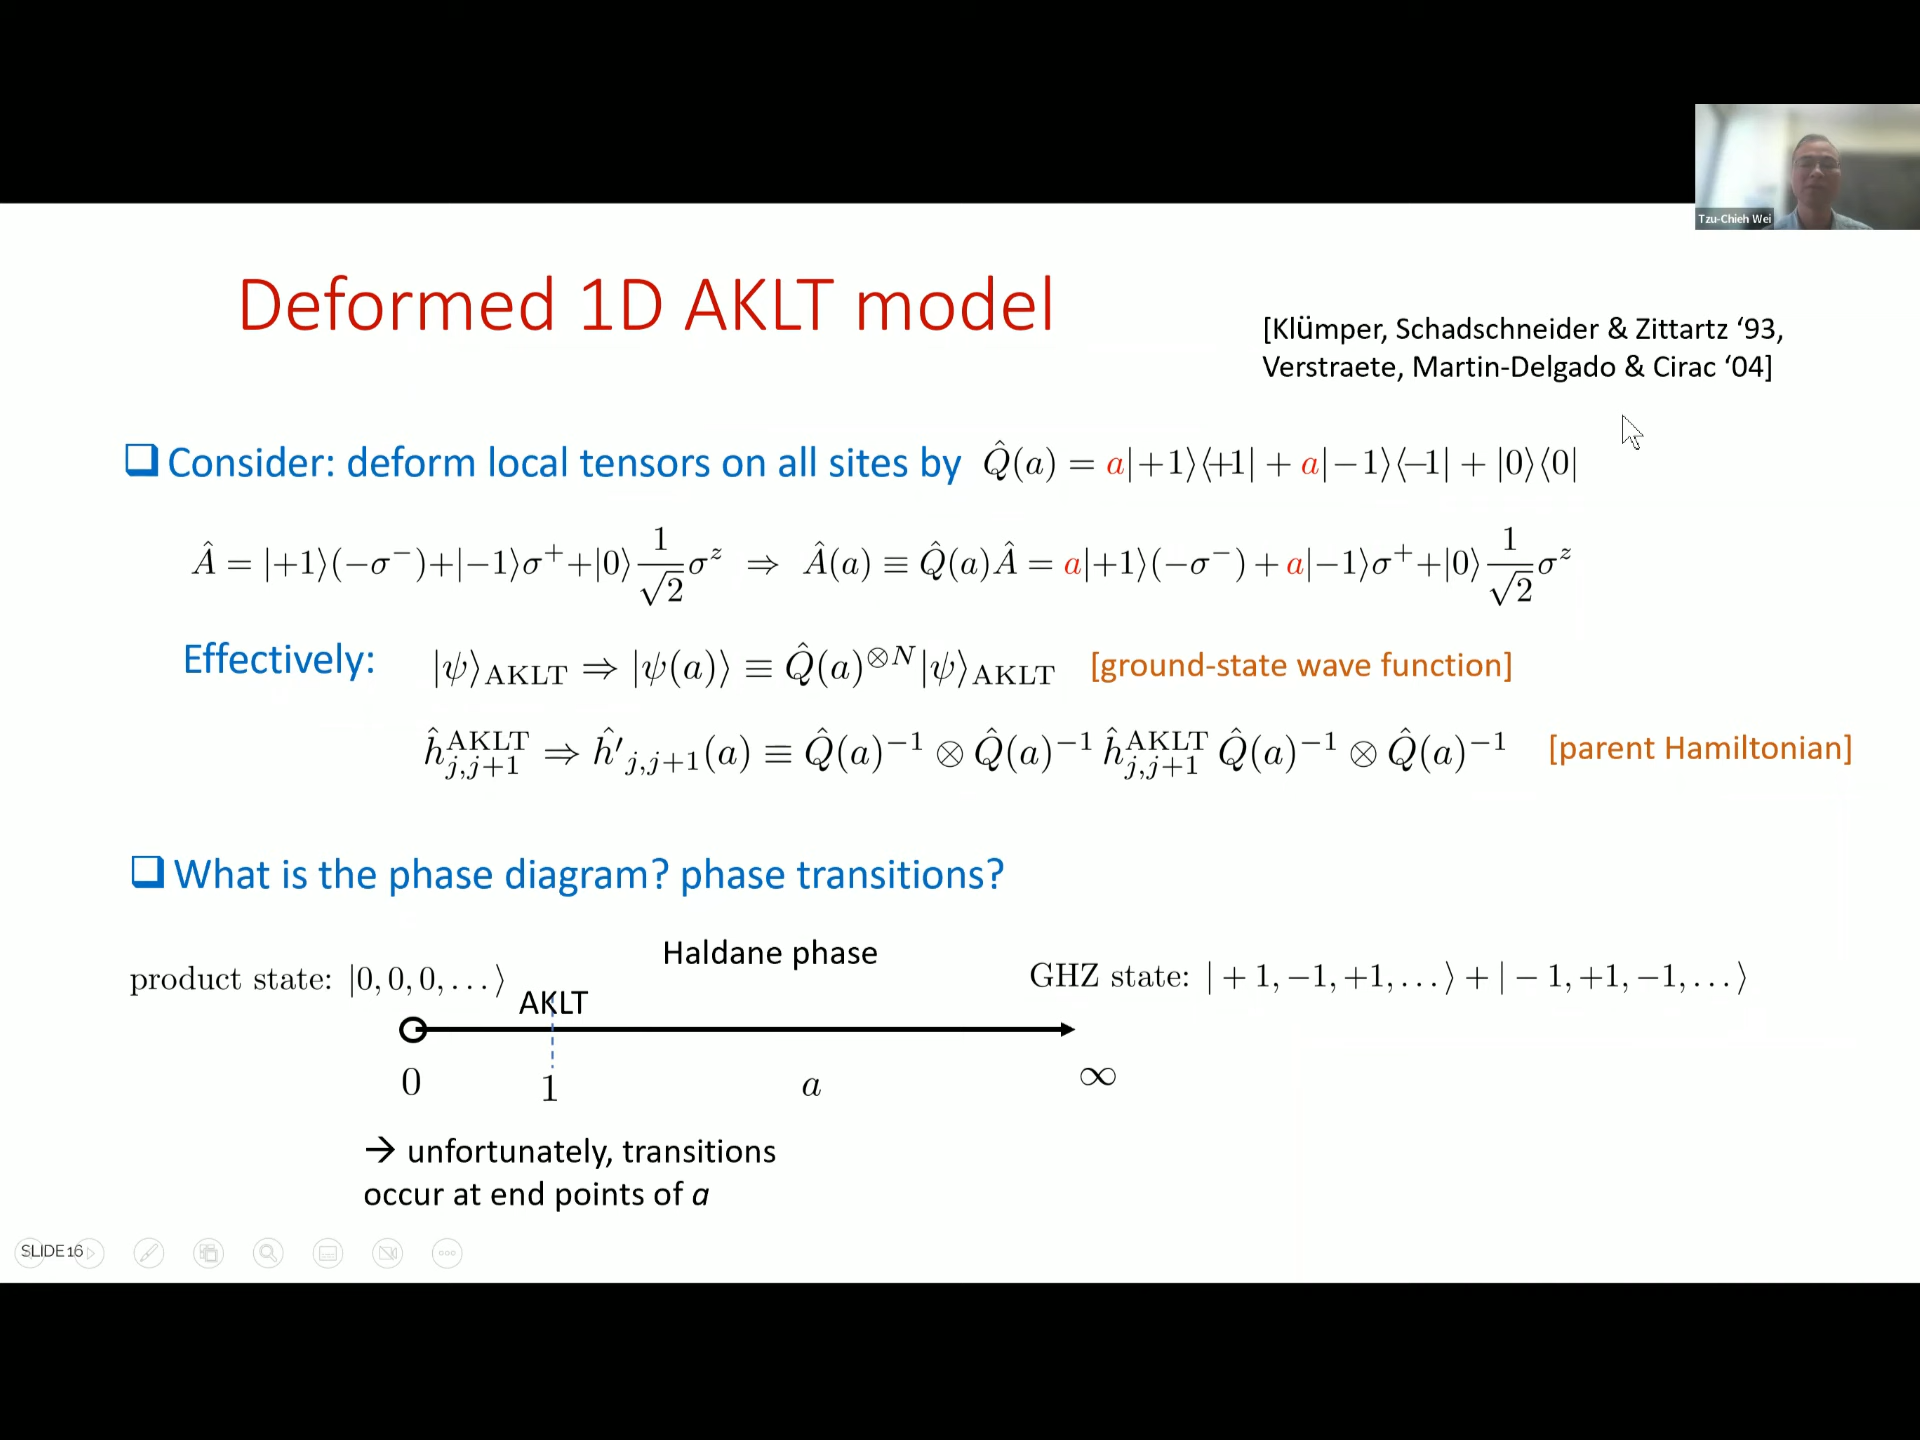 Tzu-Chieh Wei
Deformed 1D AKLT model
[Klümper, Schadschneider & Zittartz ‘93,
Verstraete, Martin-Delgado & Cirac ‘04]
❑ Consider: deform local tensors on all sites by Q̂(a) = a|+1⟩⟨+1| + a|−1⟩⟨−1| + |0⟩⟨0|
Â = |+1⟩(−σ⁻)+|−1⟩σ⁺+|0⟩ 1/√2 σᶻ ⇒ Â(a) ≡ Q̂(a)Â = a|+1⟩(−σ⁻) + a|−1⟩σ⁺+|0⟩ 1/√2 σᶻ
Effectively: |ψ⟩_AKLT ⇒ |ψ(a)⟩ ≡ Q̂(a)^{⊗N}|ψ⟩_AKLT [ground-state wave function]
ĥ^{AKLT}_{j,j+1} ⇒ ĥ′_{j,j+1}(a) ≡ Q̂(a)⁻¹ ⊗ Q̂(a)⁻¹ ĥ^{AKLT}_{j,j+1} Q̂(a)⁻¹ ⊗ Q̂(a)⁻¹ [parent Hamiltonian]
❑ What is the phase diagram? phase transitions?
Haldane phase
product state: |0, 0, 0, . . . ⟩
GHZ state: | + 1, −1, +1, . . . ⟩ + | − 1, +1, −1, . . . ⟩
AKLT
0 1 a ∞
→ unfortunately, transitions
occur at end points of a
SLIDE 16